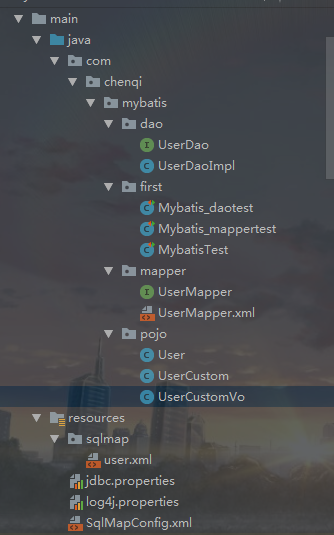 main
java
com
chenqi
mybatis
dao
UserDao
UserDaoImpl
first
Mybatis_daotest
Mybatis_mappertest
MybatisTest
mapper
UserMapper
UserMapper.xml
pojo
User
UserCustom
UserCustomVo
resources
sqlmap
user.xml
jdbc.properties
log4j.properties
SqlMapConfig.xml